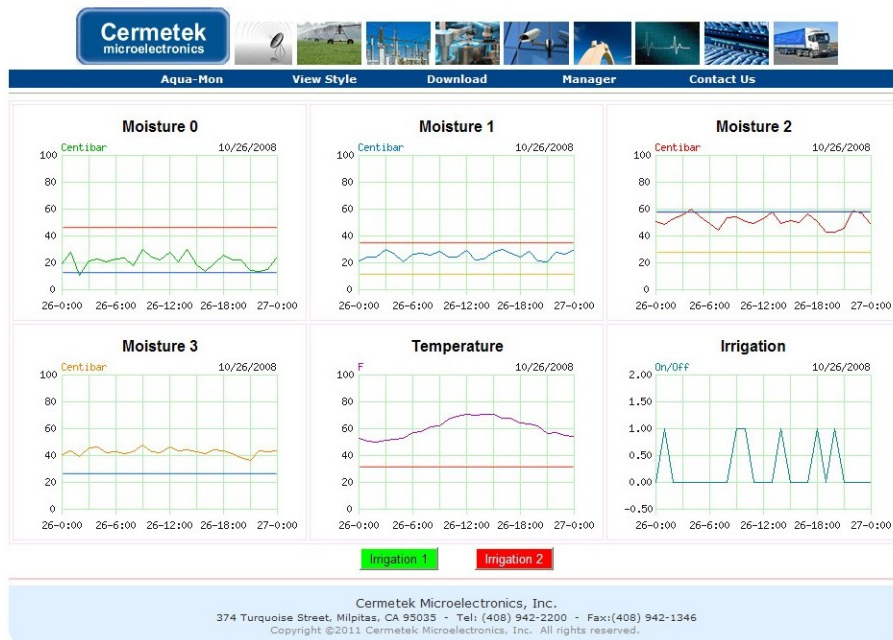 Cermetek
microelectronics
Aqua-Mon View Style Download Manager Contact Us
Moisture 0
Centibar 10/26/2008
100
80
60
40
20
0
26-0:00 26-6:00 26-12:00 26-18:00 27-0:00
Moisture 1
Centibar 10/26/2008
100
80
60
40
20
0
26-0:00 26-6:00 26-12:00 26-18:00 27-0:00
Moisture 2
Centibar 10/26/2008
100
80
60
40
20
0
26-0:00 26-6:00 26-12:00 26-18:00 27-0:00
Moisture 3
Centibar 10/26/2008
100
80
60
40
20
0
26-0:00 26-6:00 26-12:00 26-18:00 27-0:00
Temperature
F 10/26/2008
100
80
60
40
20
0
26-0:00 26-6:00 26-12:00 26-18:00 27-0:00
Irrigation
On/Off 10/26/2008
2.00
1.50
1.00
0.50
0.00
-0.50
26-0:00 26-6:00 26-12:00 26-18:00 27-0:00
Irrigation 1 Irrigation 2
Cermetek Microelectronics, Inc.
374 Turquoise Street, Milpitas, CA 95035 - Tel: (408) 942-2200 - Fax:(408) 942-1346
Copyright ©2011 Cermetek Microelectronics, Inc. All rights reserved.